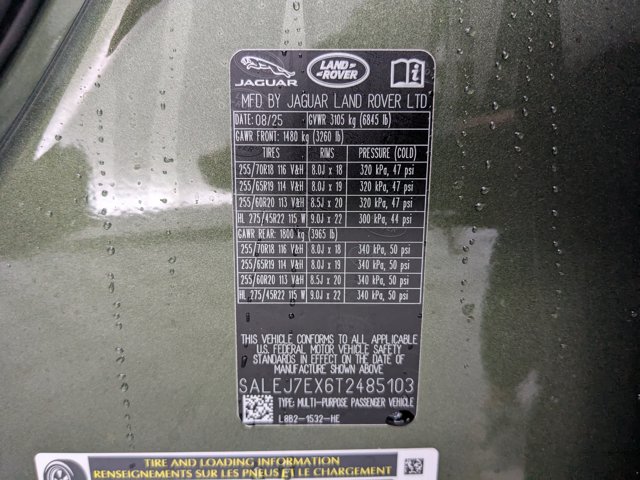 JAGUAR
LAND ROVER
MFD BY JAGUAR LAND ROVER LTD
DATE: 08/25 GVWR 3105 kg (6845 lb)
GAWR FRONT: 1480 kg (3260 lb)
TIRES RIMS PRESSURE (COLD)
255/70R18 116 V&H 8.0J x 18 320 kPa, 47 psi
255/65R19 114 V&H 8.0J x 19 320 kPa, 47 psi
255/60R20 113 V&H 8.5J x 20 320 kPa, 47 psi
HL 275/45R22 115 W 9.0J x 22 300 kPa, 44 psi
GAWR REAR: 1800 kg (3965 lb)
255/70R18 116 V&H 8.0J x 18 340 kPa, 50 psi
255/65R19 114 V&H 8.0J x 19 340 kPa, 50 psi
255/60R20 113 V&H 8.5J x 20 340 kPa, 50 psi
HL 275/45R22 115 W 9.0J x 22 340 kPa, 50 psi
THIS VEHICLE CONFORMS TO ALL APPLICABLE
U.S. FEDERAL MOTOR VEHICLE SAFETY
STANDARDS IN EFFECT ON THE DATE OF
MANUFACTURE SHOWN ABOVE
SALEJ7EX6T2485103
TYPE: MULTI-PURPOSE PASSENGER VEHICLE
L8B2-1532-HE
TIRE AND LOADING INFORMATION
RENSEIGNEMENTS SUR LES PNEUS ET LE CHARGEMENT